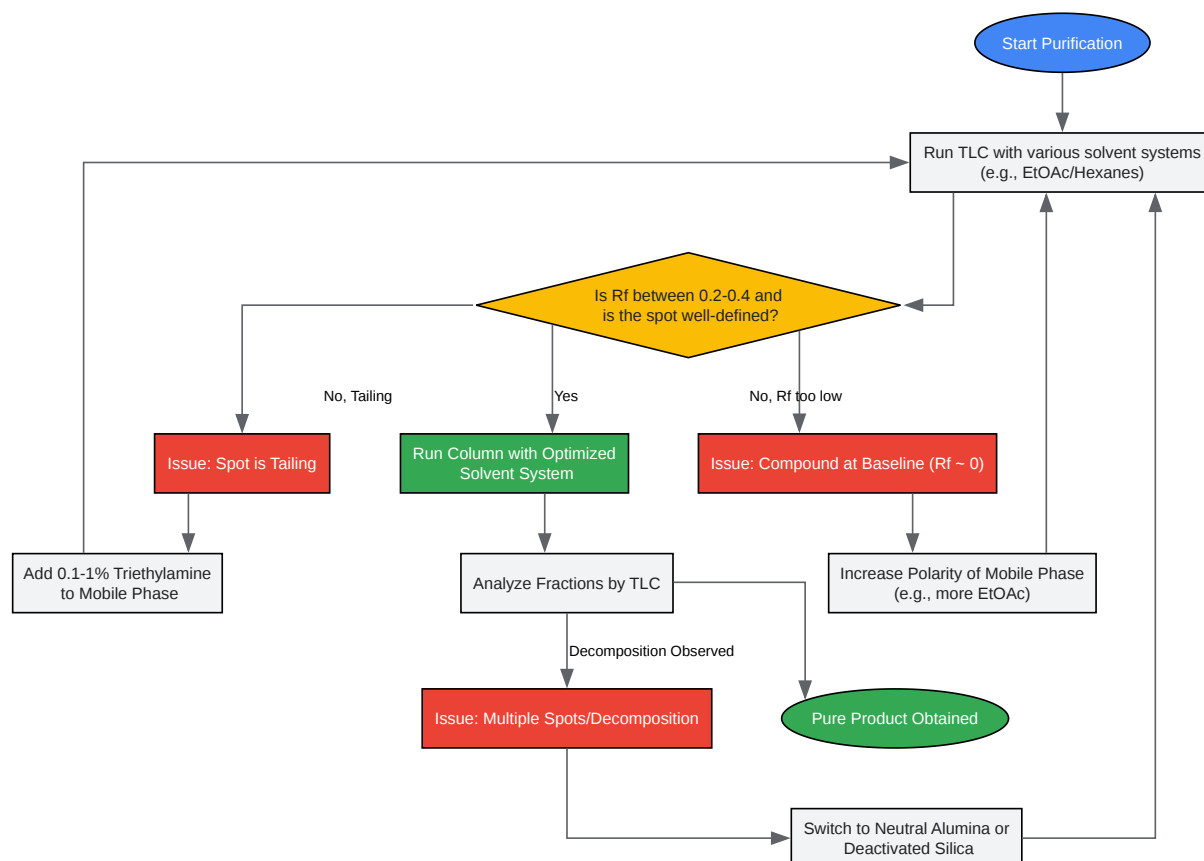 Start Purification
Run TLC with various solvent systems
(e.g., EtOAc/Hexanes)
Is Rf between 0.2-0.4 and
is the spot well-defined?
No, Tailing
Yes
No, Rf too low
Issue: Spot is Tailing
Run Column with Optimized
Solvent System
Issue: Compound at Baseline (Rf ~ 0)
Add 0.1-1% Triethylamine
to Mobile Phase
Analyze Fractions by TLC
Increase Polarity of Mobile Phase
(e.g., more EtOAc)
Decomposition Observed
Issue: Multiple Spots/Decomposition
Pure Product Obtained
Switch to Neutral Alumina or
Deactivated Silica